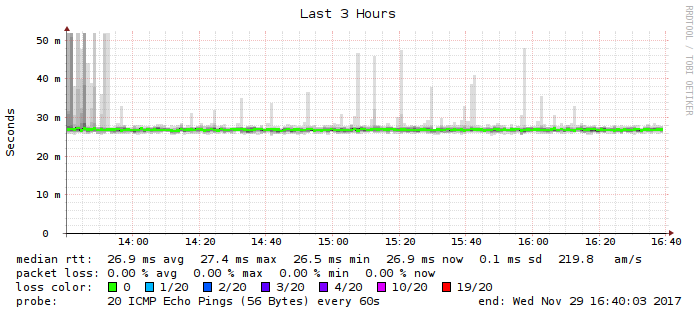 Last 3 Hours
RRDTOOL / TOBI OETIKER
Seconds
50 m
40 m
30 m
20 m
10 m
0
14:00 14:20 14:40 15:00 15:20 15:40 16:00 16:20 16:40
median rtt: 26.9 ms avg 27.4 ms max 26.5 ms min 26.9 ms now 0.1 ms sd 219.8 am/s
packet loss: 0.00 % avg 0.00 % max 0.00 % min 0.00 % now
loss color: 0 1/20 2/20 3/20 4/20 10/20 19/20
probe: 20 ICMP Echo Pings (56 Bytes) every 60s end: Wed Nov 29 16:40:03 2017